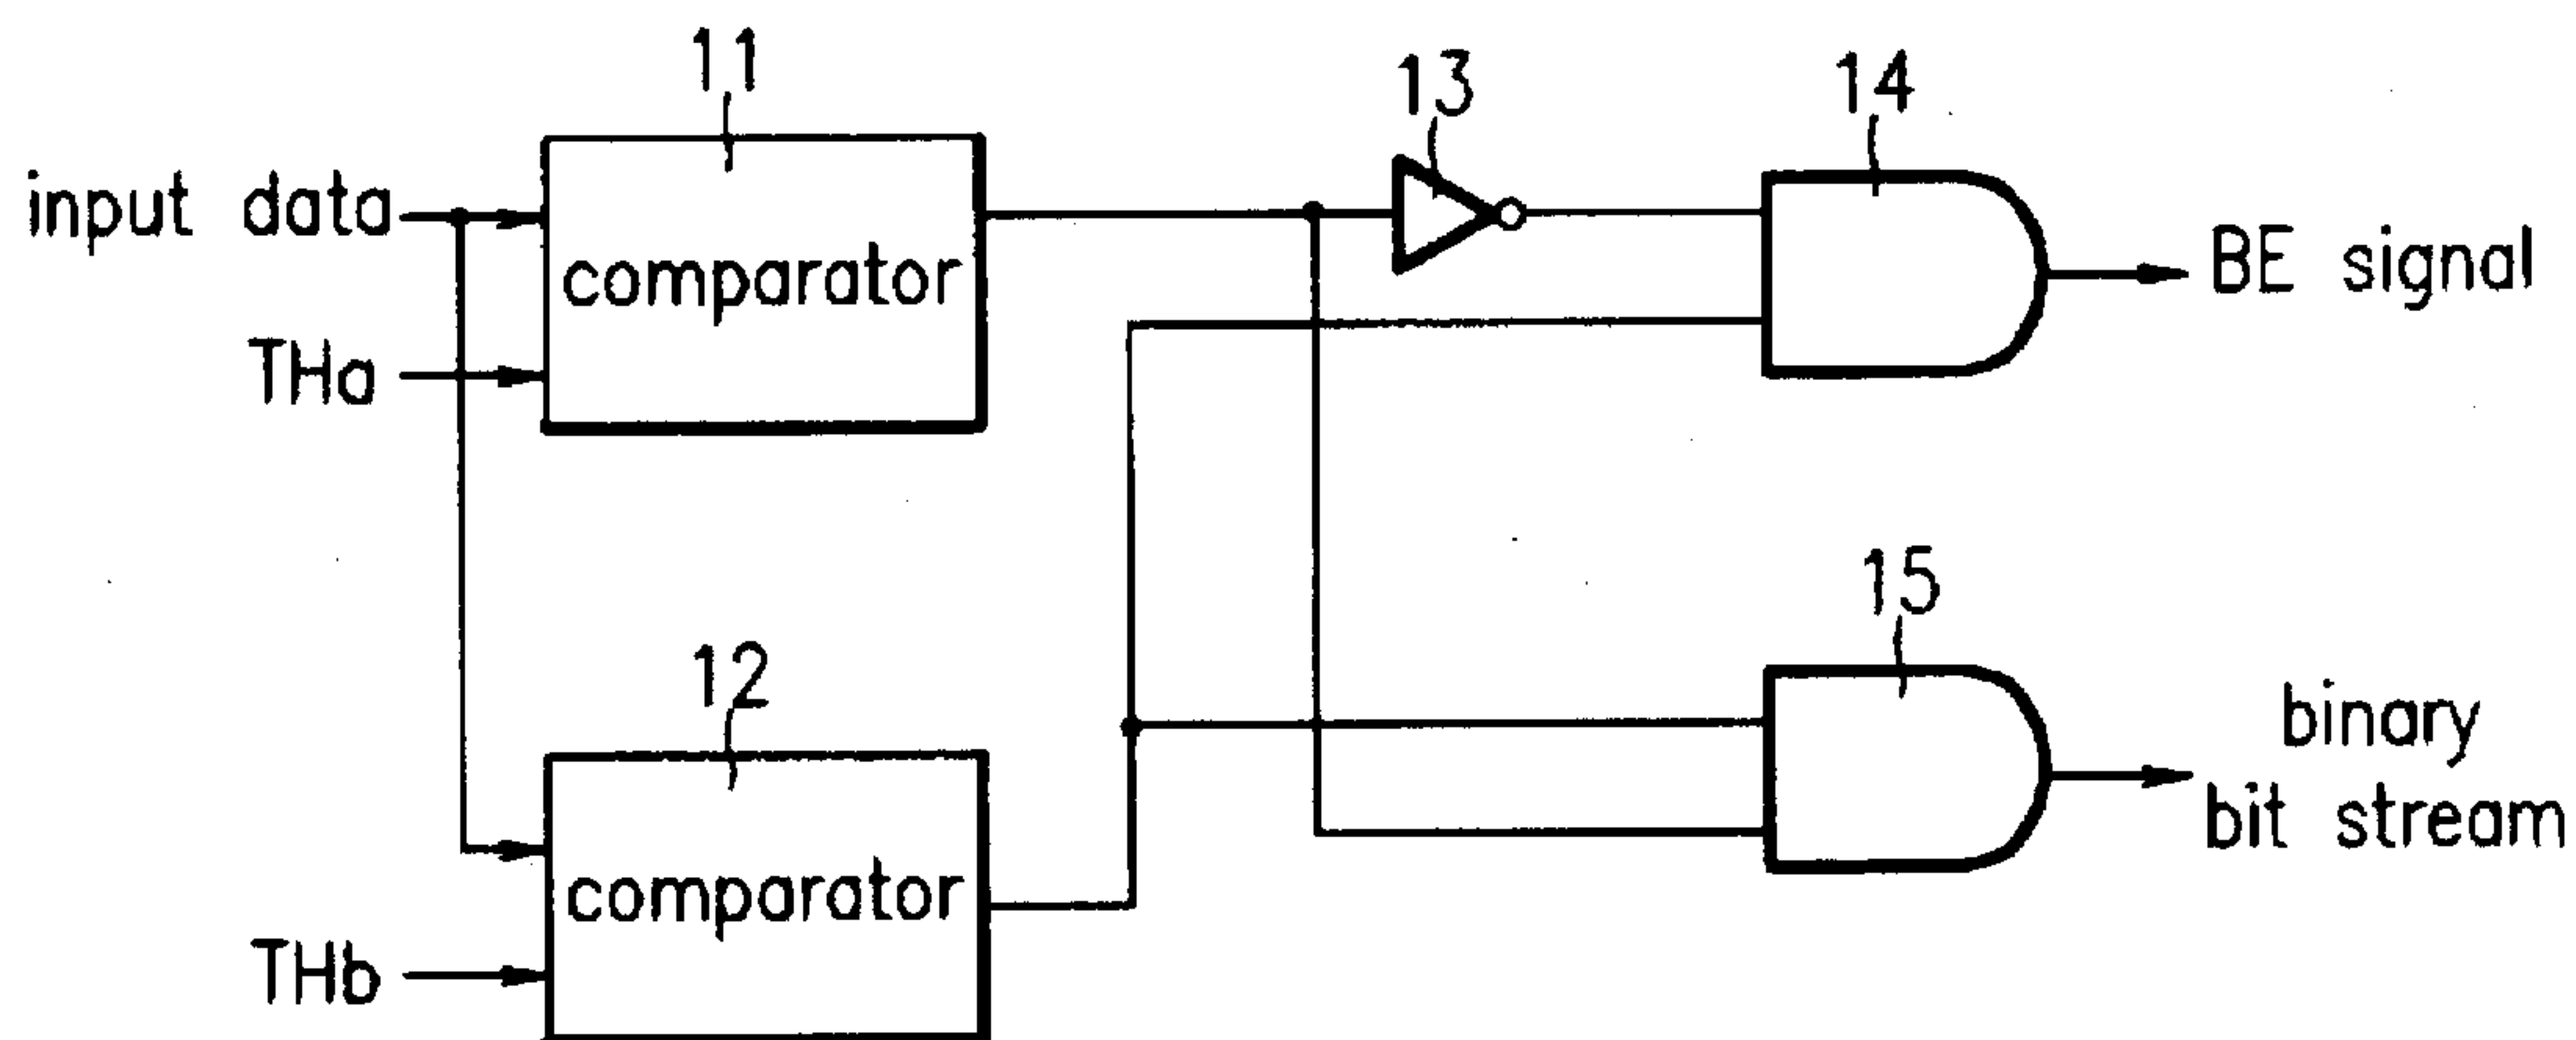 11
13
14
input data
comparator
BE signal
THa
15
12
binary
bit stream
comparator
THb